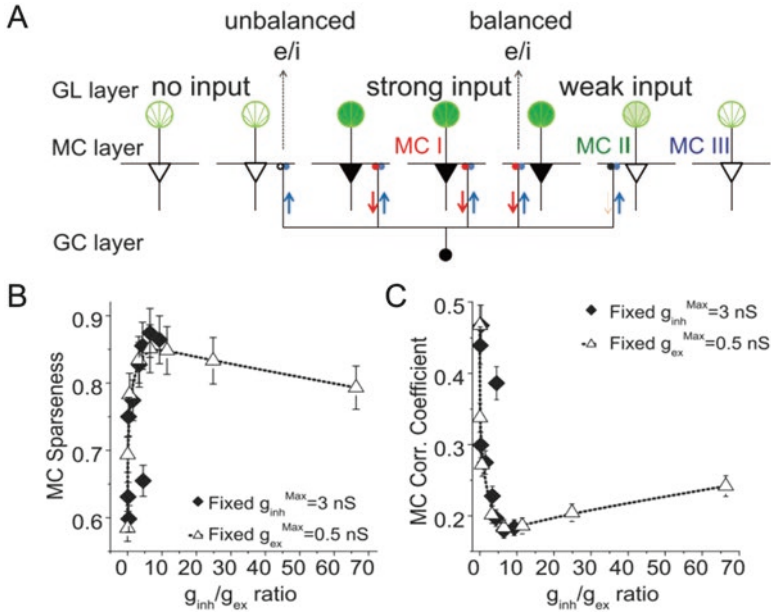 A
unbalanced balanced
e/i e/i
no input strong input weak input
GL layer
MC layer MC I MC II MC III
GC layer
B
MC Sparseness
0.9
0.8
0.7
0.6
Fixed g_inh^Max=3 nS
Fixed g_ex^Max=0.5 nS
0 10 20 30 40 50 60 70
g_inh/g_ex ratio
C
MC Corr. Coefficient
0.5
0.4
0.3
0.2
Fixed g_inh^Max=3 nS
Fixed g_ex^Max=0.5 nS
0 10 20 30 40 50 60 70
g_inh/g_ex ratio